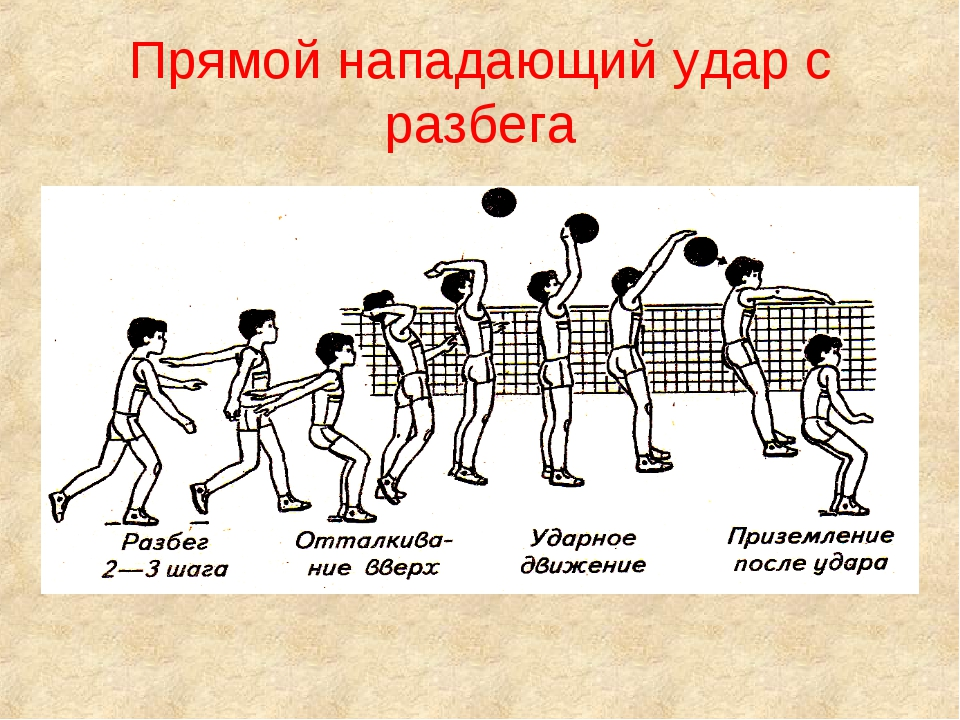 Прямой нападающий удар с
разбега
Разбег
2—3 шага
Отталкива-
ние вверх
Ударное
движение
Приземление
после удара